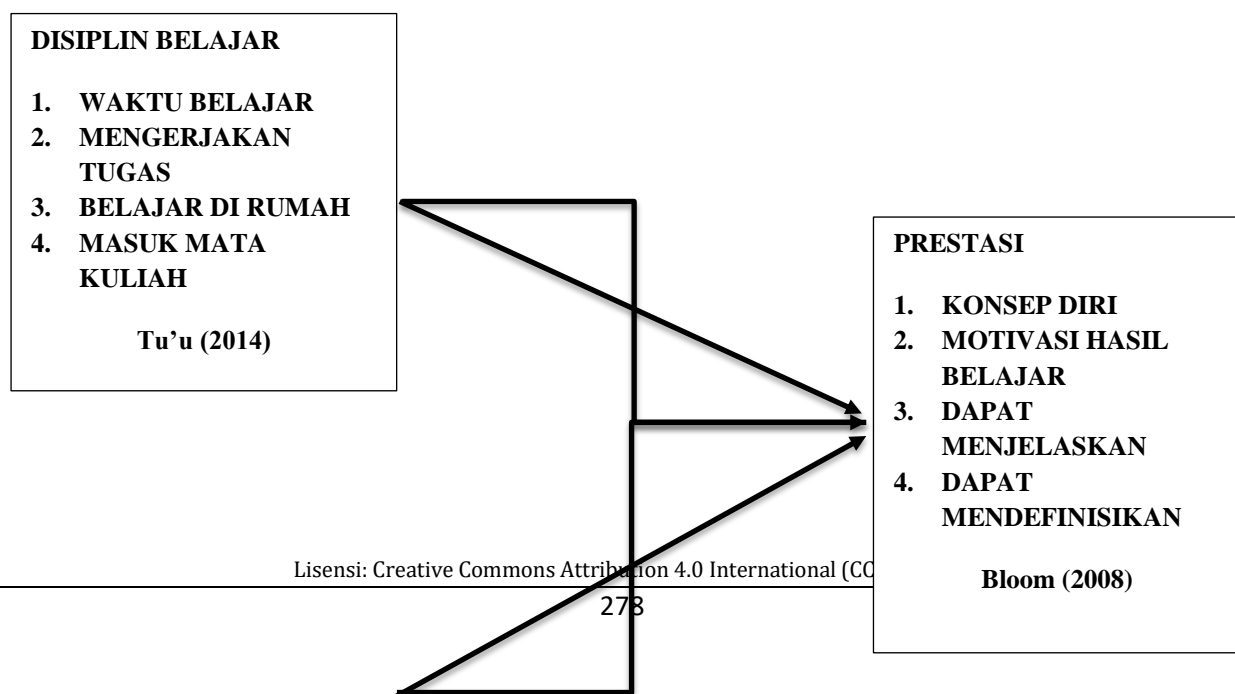 DISIPLIN BELAJAR
1. WAKTU BELAJAR
2. MENGERJAKAN
TUGAS
3. BELAJAR DI RUMAH
4. MASUK MATA
KULIAH
Tu’u (2014)
PRESTASI
1. KONSEP DIRI
2. MOTIVASI HASIL
BELAJAR
3. DAPAT
MENJELASKAN
4. DAPAT
MENDEFINISIKAN
Bloom (2008)
Lisensi: Creative Commons Attribution 4.0 International (CC
278